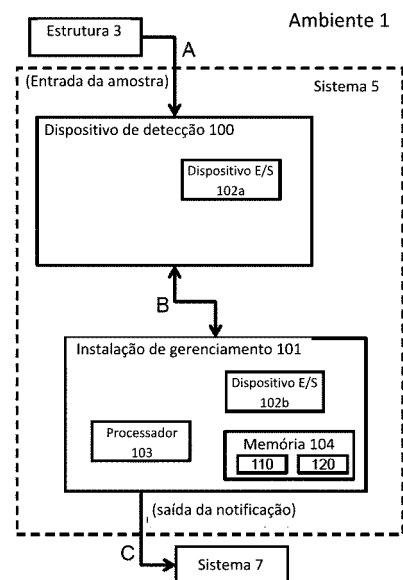 Ambiente 1
Estrutura 3
A
(Entrada da amostra)
Sistema 5
Dispositivo de detecção 100
Dispositivo E/S
102a
B
Instalação de gerenciamento 101
Dispositivo E/S
102b
Processador
103
Memória 104
110 120
(saída da notificação)
C
Sistema 7